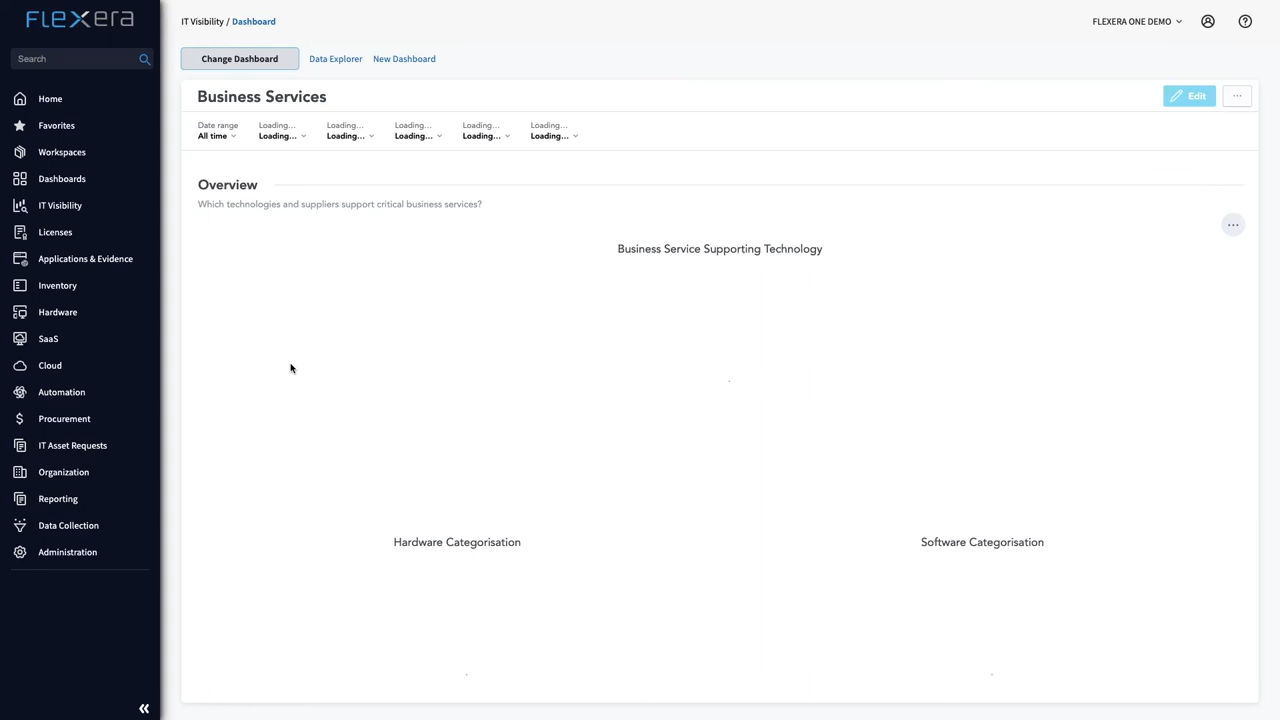 FLEXera
IT Visibility / Dashboard
FLEXERA ONE DEMO
Search
Home
Favorites
Workspaces
Dashboards
IT Visibility
Licenses
Applications & Evidence
Inventory
Hardware
SaaS
Cloud
Automation
Procurement
IT Asset Requests
Organization
Reporting
Data Collection
Administration
Change Dashboard Data Explorer New Dashboard
Business Services
Edit
Date range Loading... Loading... Loading... Loading... Loading...
All time Loading... Loading... Loading... Loading... Loading...
Overview
Which technologies and suppliers support critical business services?
Business Service Supporting Technology
Hardware Categorisation
Software Categorisation